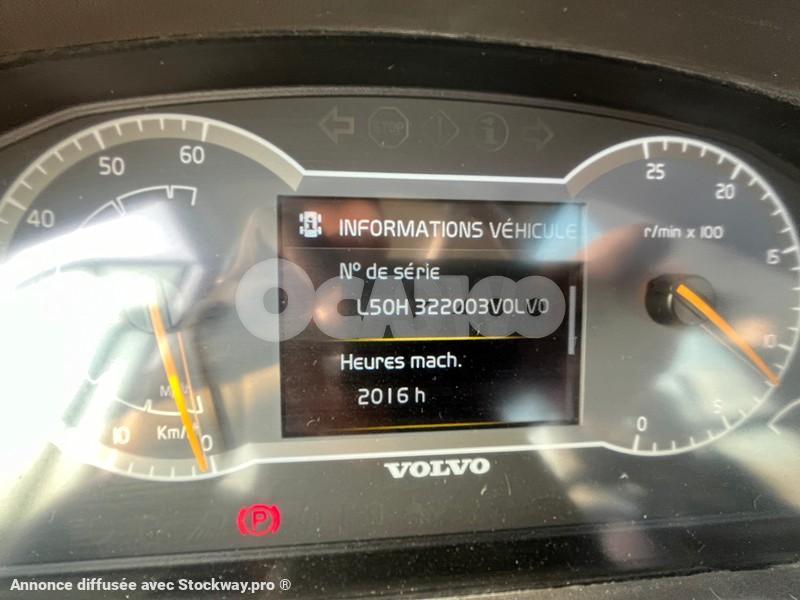 50 60
40
25
20
15
10
5
0
r/min x 100
STOP
INFORMATIONS VÉHICULE
N° de série
L50H 322003VOLVO
OCANOO
Heures mach.
2016 h
10
Km/
0
VOLVO
P
Annonce diffusée avec Stockway.pro ®